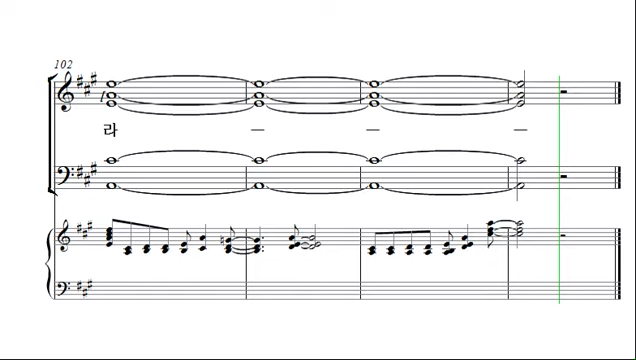 102
라 — — —